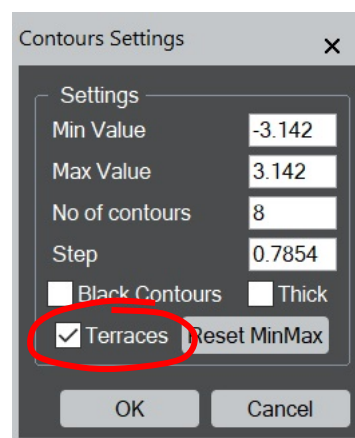 Contours Settings
Settings
Min Value -3.142
Max Value 3.142
No of contours 8
Step 0.7854
Black Contours Thick
Terraces Reset MinMax
OK Cancel